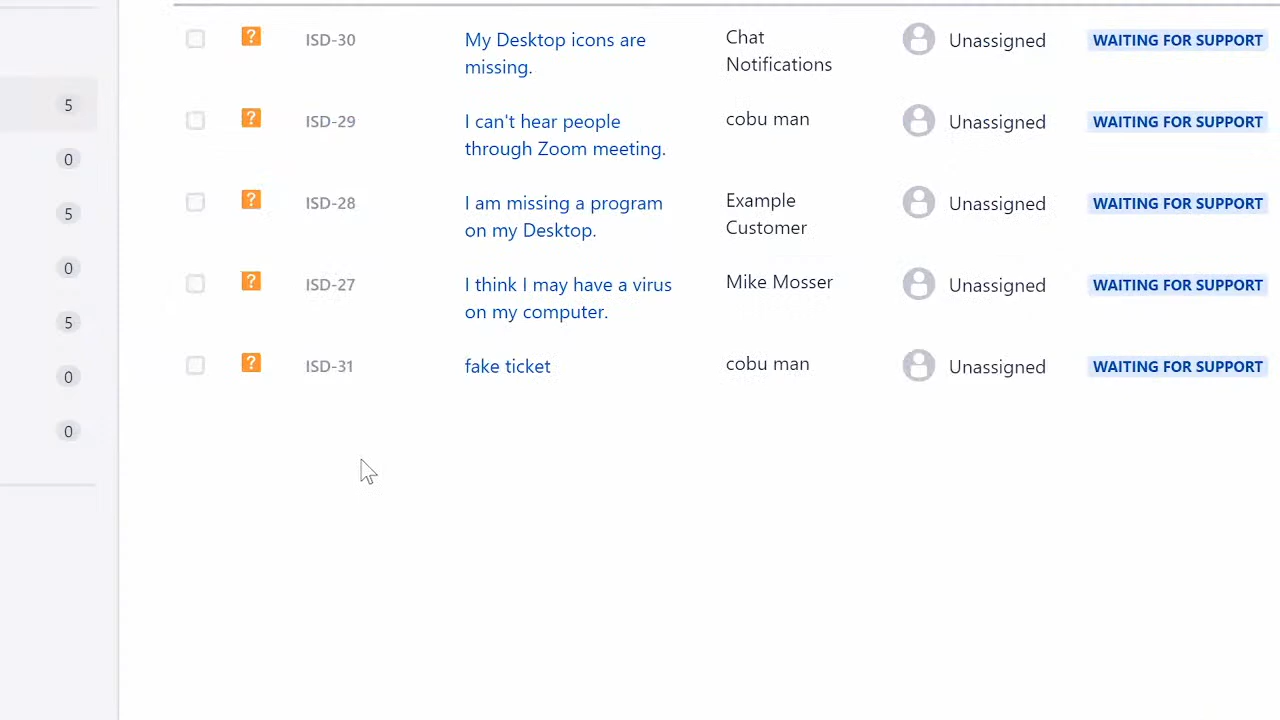 ISD-30 My Desktop icons are Chat Unassigned WAITING FOR SUPPORT
missing. Notifications
5
ISD-29 I can't hear people cobu man Unassigned WAITING FOR SUPPORT
through Zoom meeting.
0
ISD-28 I am missing a program Example Unassigned WAITING FOR SUPPORT
5 on my Desktop. Customer
0
ISD-27 I think I may have a virus Mike Mosser Unassigned WAITING FOR SUPPORT
on my computer.
5
ISD-31 fake ticket cobu man Unassigned WAITING FOR SUPPORT
0
0